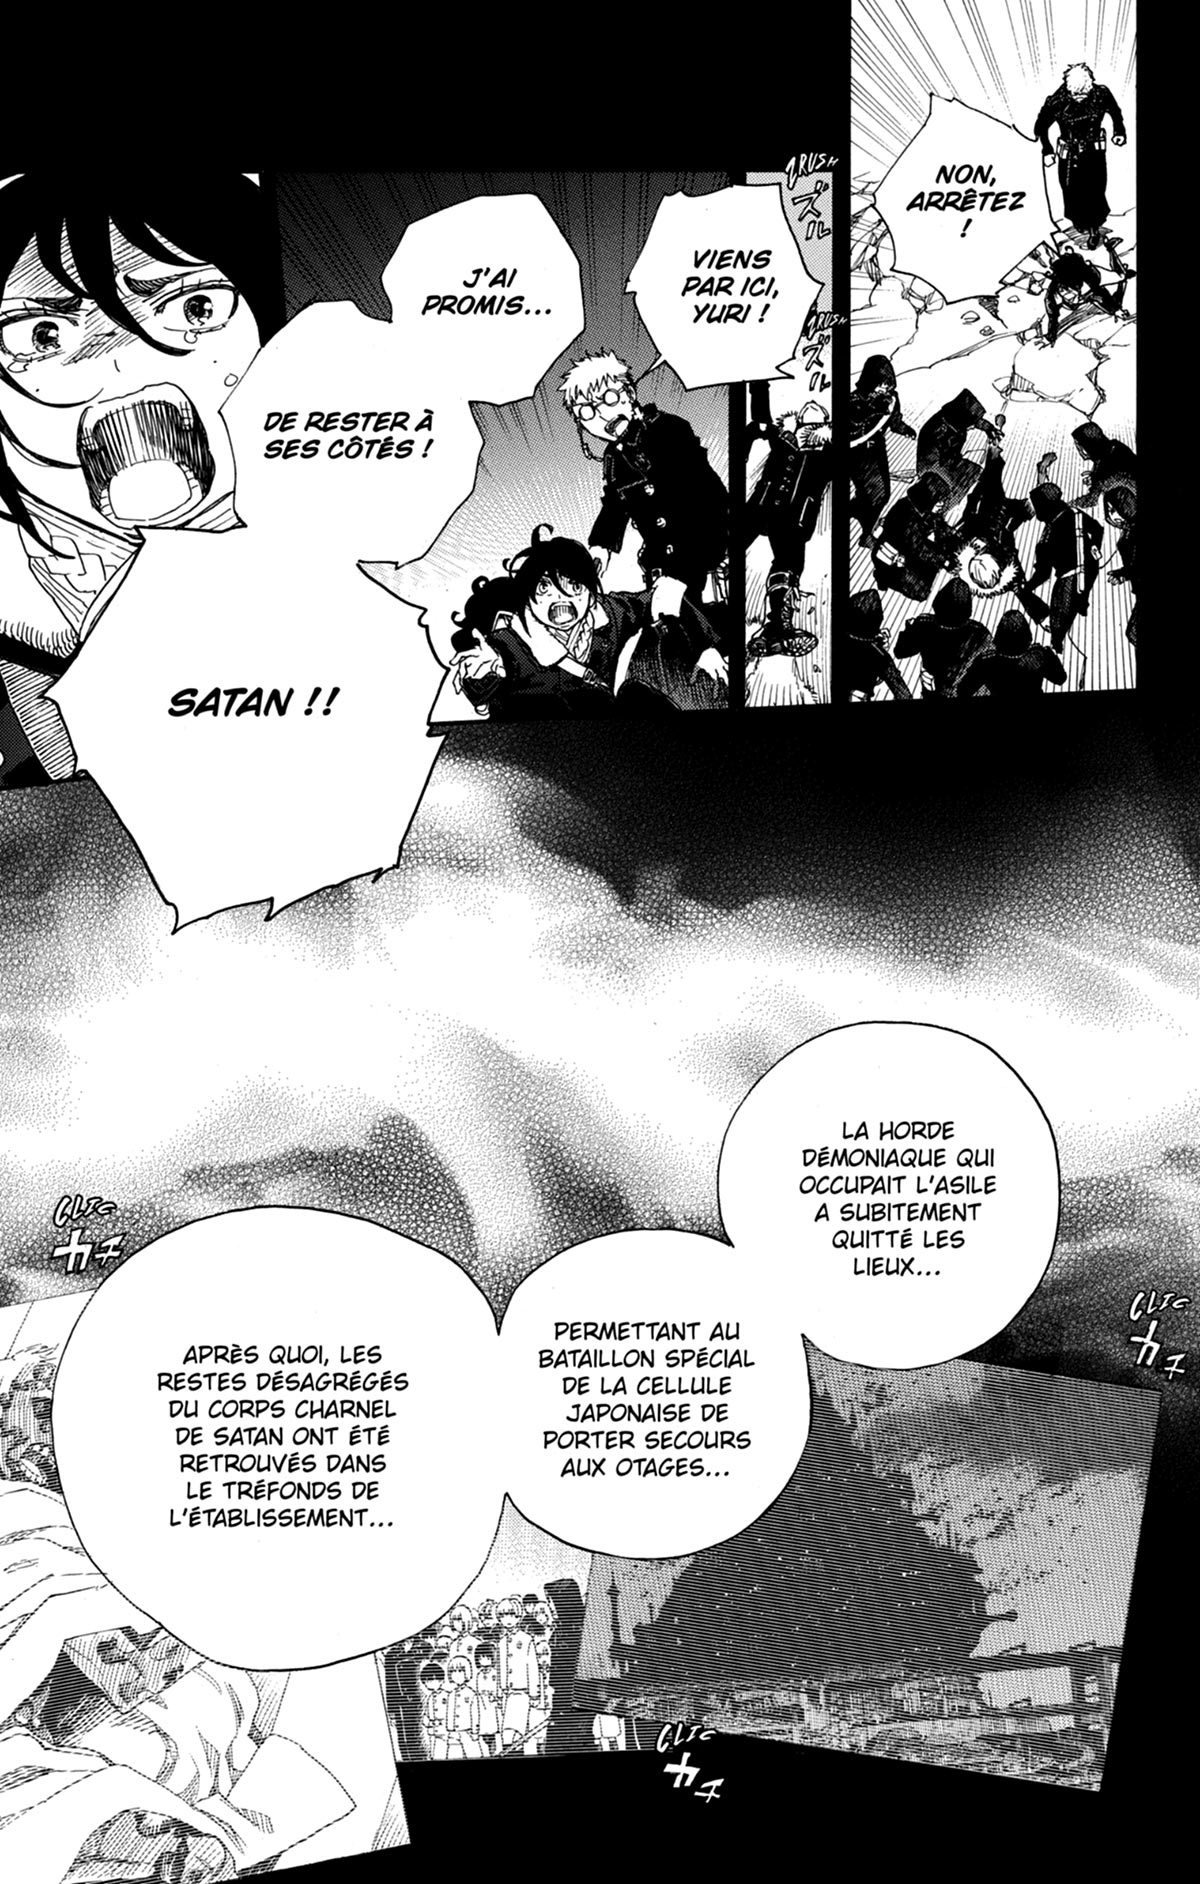 NON,
ARRÊTEZ
!
ZRUSH
ズル
VIENS
PAR ICI,
YURI !
ZRUSH
ズル
J'AI
PROMIS...
DE RESTER À
SES CÔTÉS !
SATAN !!
LA HORDE
DÉMONIAQUE QUI
OCCUPAIT L'ASILE
A SUBITEMENT
QUITTÉ LES
LIEUX...
CLIC
カチ
PERMETTANT AU
BATAILLON SPÉCIAL
DE LA CELLULE
JAPONAISE DE
PORTER SECOURS
AUX OTAGES...
CLIC
カチ
APRÈS QUOI, LES
RESTES DÉSAGRÉGÉS
DU CORPS CHARNEL
DE SATAN ONT ÉTÉ
RETROUVÉS DANS
LE TRÉFONDS DE
L'ÉTABLISSEMENT...
CLIC
カチ